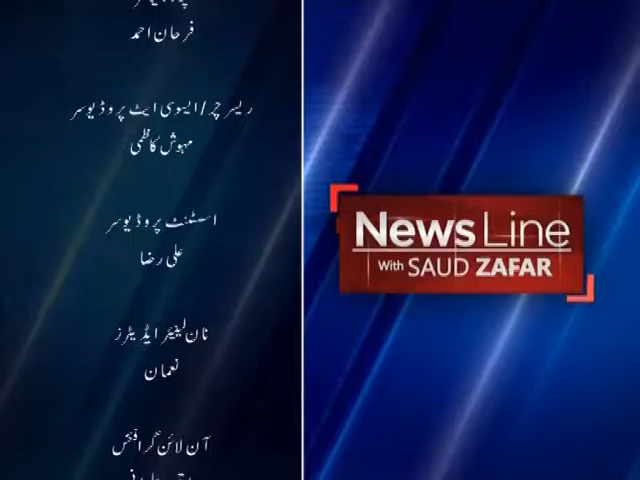 فرحان احمد
ریسرچر/ایسوسی ایٹ پروڈیوسر
مہوش کاظمی
اسسٹنٹ پروڈیوسر
علی رضا
نان لینیئر ایڈیٹرز
نعمان
آن لائن گرافکس
News Line
With SAUD ZAFAR